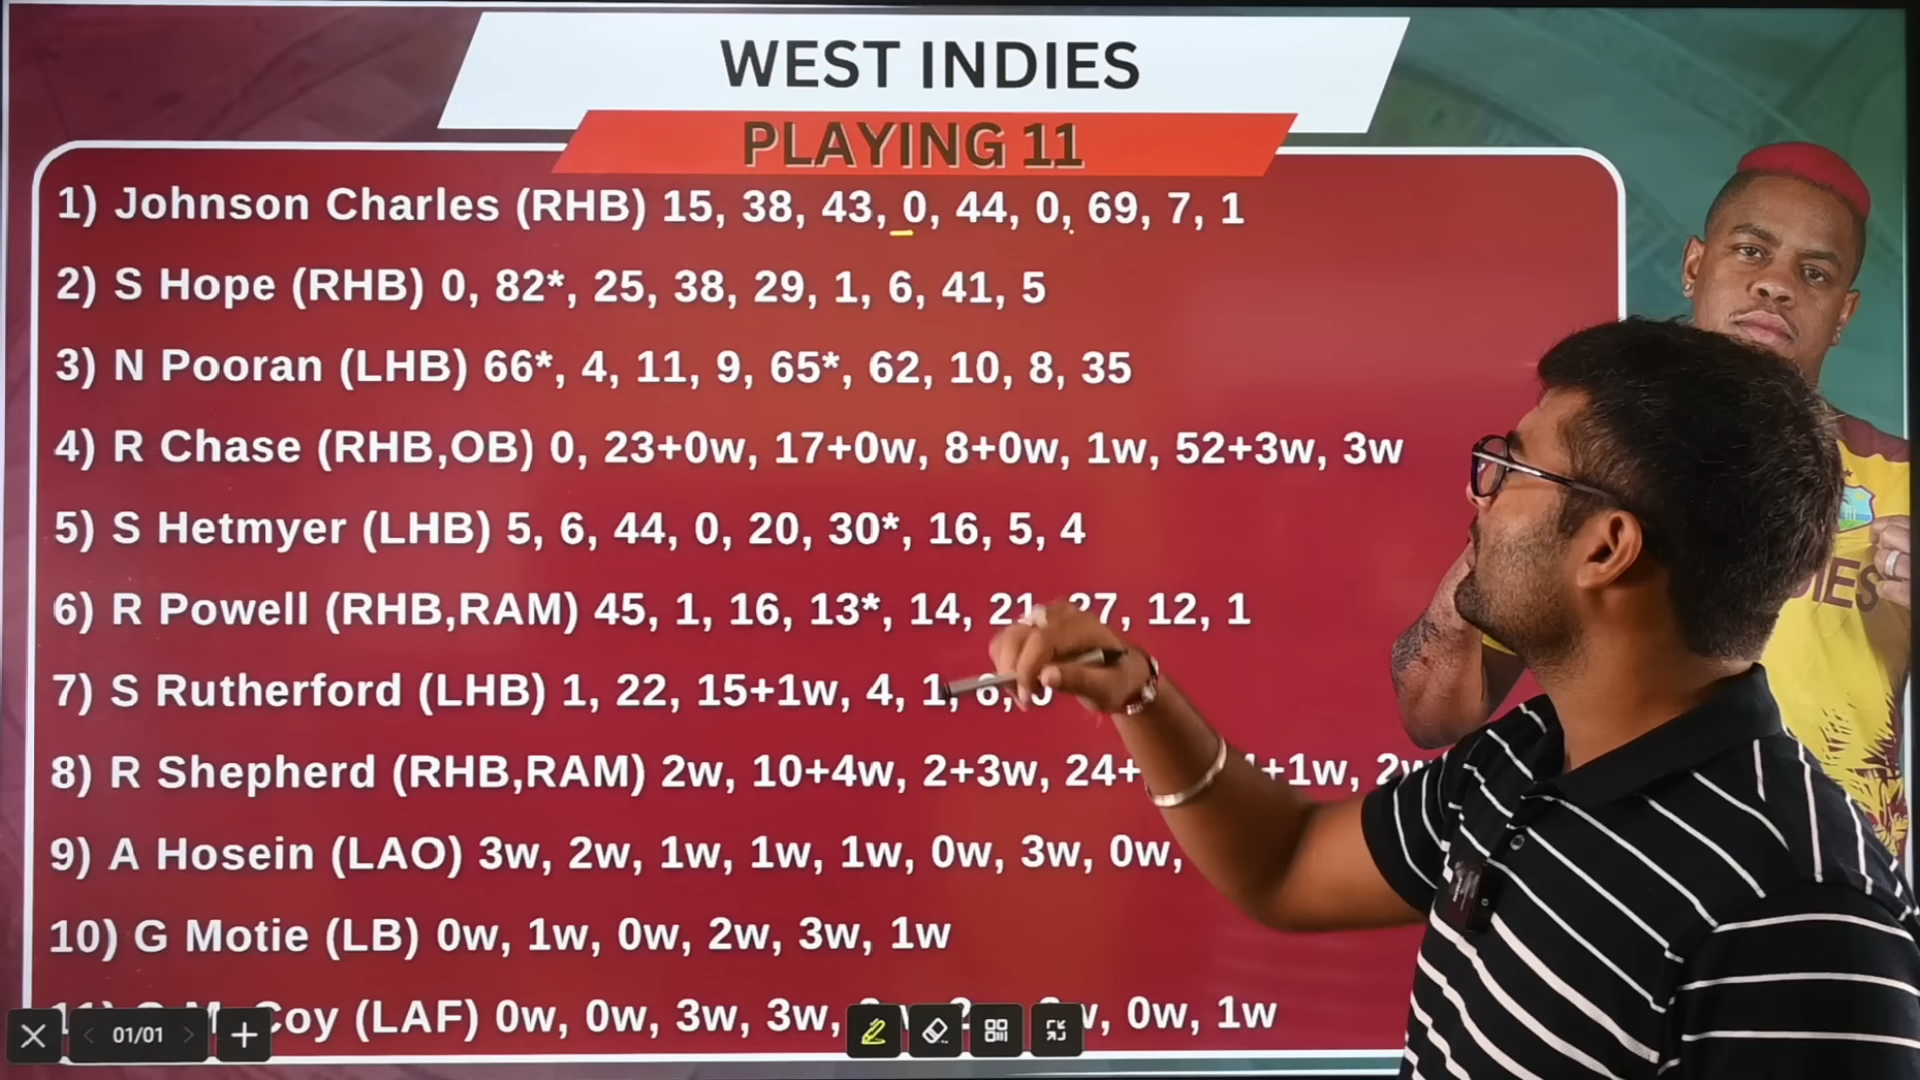 WEST INDIES
PLAYING 11
1) Johnson Charles (RHB) 15, 38, 43, 0, 44, 0, 69, 7, 1
2) S Hope (RHB) 0, 82*, 25, 38, 29, 1, 6, 41, 5
3) N Pooran (LHB) 66*, 4, 11, 9, 65*, 62, 10, 8, 35
4) R Chase (RHB,OB) 0, 23+0w, 17+0w, 8+0w, 1w, 52+3w, 3w
5) S Hetmyer (LHB) 5, 6, 44, 0, 20, 30*, 16, 5, 4
6) R Powell (RHB,RAM) 45, 1, 16, 13*, 14, 21, 27, 12, 1
7) S Rutherford (LHB) 1, 22, 15+1w, 4, 1, 6,
8) R Shepherd (RHB,RAM) 2w, 10+4w, 2+3w, 24+ +1w, 2w
9) A Hosein (LAO) 3w, 2w, 1w, 1w, 1w, 0w, 3w, 0w,
10) G Motie (LB) 0w, 1w, 0w, 2w, 3w, 1w
11) Coy (LAF) 0w, 0w, 3w, 3w, 0w, 1w
01/01